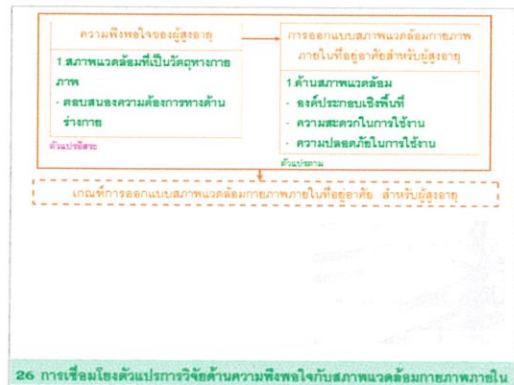 ความพึงพอใจของผู้สูงอายุ
1.สภาพแวดล้อมที่เป็นวัตถุทางกาย
ภาพ
- ตอบสนองความต้องการทางด้าน
ร่างกาย
ตัวแปรอิสระ
การออกแบบสภาพแวดล้อมกายภาพ
ภายในที่อยู่อาศัยสำหรับผู้สูงอายุ
1.ด้านสภาพแวดล้อม
- องค์ประกอบเชิงพื้นที่
- ความสะดวกในการใช้งาน
- ความปลอดภัยในการใช้งาน
ตัวแปรตาม
เกณฑ์การออกแบบสภาพแวดล้อมกายภาพภายในที่อยู่อาศัย สำหรับผู้สูงอายุ
26 การเชื่อมโยงตัวแปรการวิจัยด้านความพึงพอใจกับสภาพแวดล้อมกายภาพภายใน